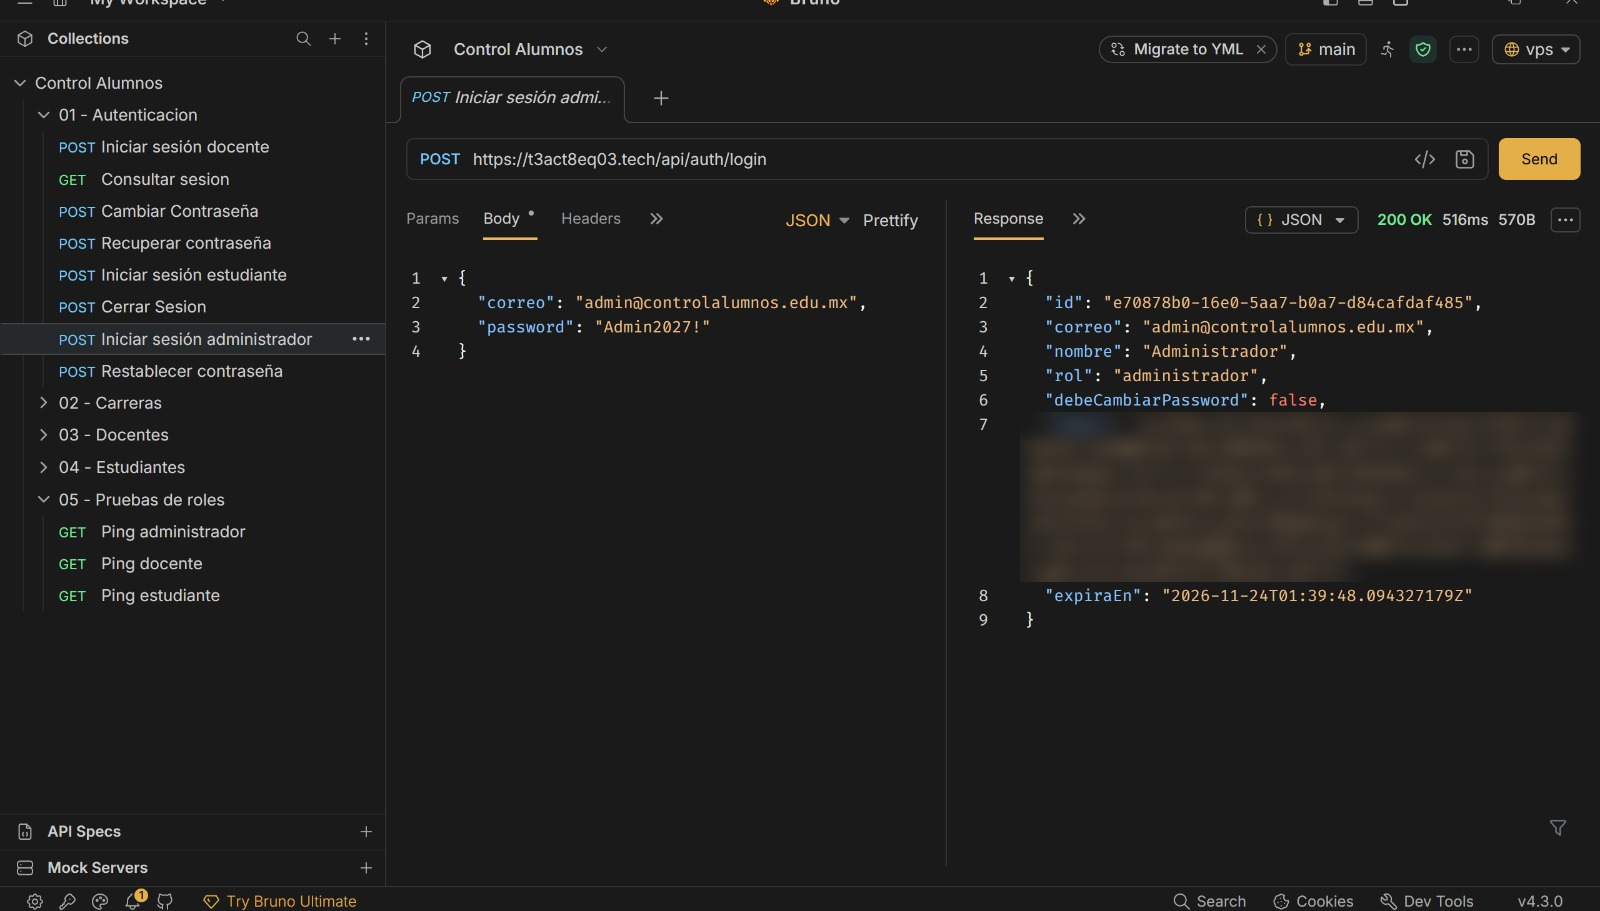 My Workspace
Bruno
Collections
Control Alumnos
Migrate to YML
main
vps
Control Alumnos
01 - Autenticacion
POST Iniciar sesión docente
GET Consultar sesion
POST Cambiar Contraseña
POST Recuperar contraseña
POST Iniciar sesión estudiante
POST Cerrar Sesion
POST Iniciar sesión administrador
POST Restablecer contraseña
02 - Carreras
03 - Docentes
04 - Estudiantes
05 - Pruebas de roles
GET Ping administrador
GET Ping docente
GET Ping estudiante
API Specs
Mock Servers
POST Iniciar sesión admi...
POST https://t3act8eq03.tech/api/auth/login
Send
Params Body Headers JSON Prettify
1 {
2 "correo": "admin@controlalumnos.edu.mx",
3 "password": "Admin2027!"
4 }
Response { } JSON 200 OK 516ms 570B
1 {
2 "id": "e70878b0-16e0-5aa7-b0a7-d84cafdaf485",
3 "correo": "admin@controlalumnos.edu.mx",
4 "nombre": "Administrador",
5 "rol": "administrador",
6 "debeCambiarPassword": false,
7
8 "expiraEn": "2026-11-24T01:39:48.094327179Z"
9 }
1
Try Bruno Ultimate
Search
Cookies
Dev Tools
v4.3.0